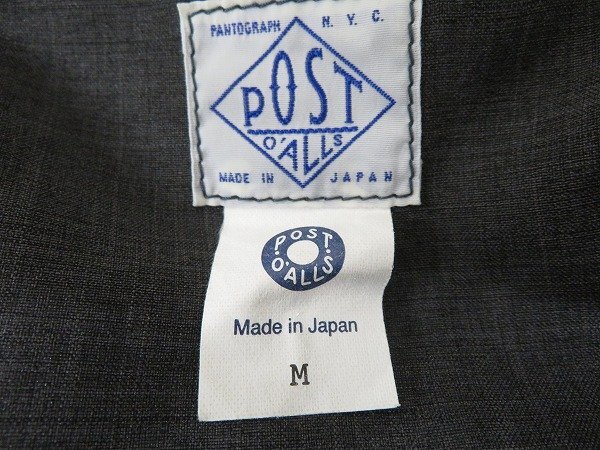 PANTOGRAPH N.Y.C.
POST
O'ALLS
MADE IN JAPAN
POST
O'ALLS
Made in Japan
M